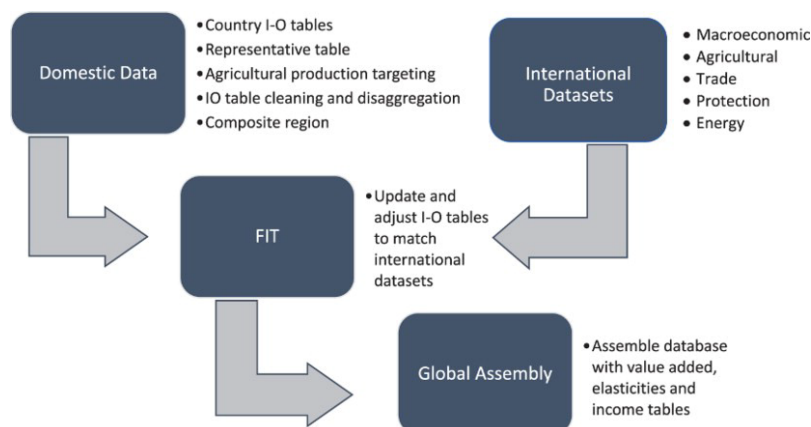 Domestic Data
•Country I-O tables
•Representative table
•Agricultural production targeting
•IO table cleaning and disaggregation
•Composite region
International
Datasets
• Macroeconomic
• Agricultural
• Trade
• Protection
• Energy
FIT
•Update and
adjust I-O tables
to match
international
datasets
Global Assembly
•Assemble database
with value added,
elasticities and
income tables